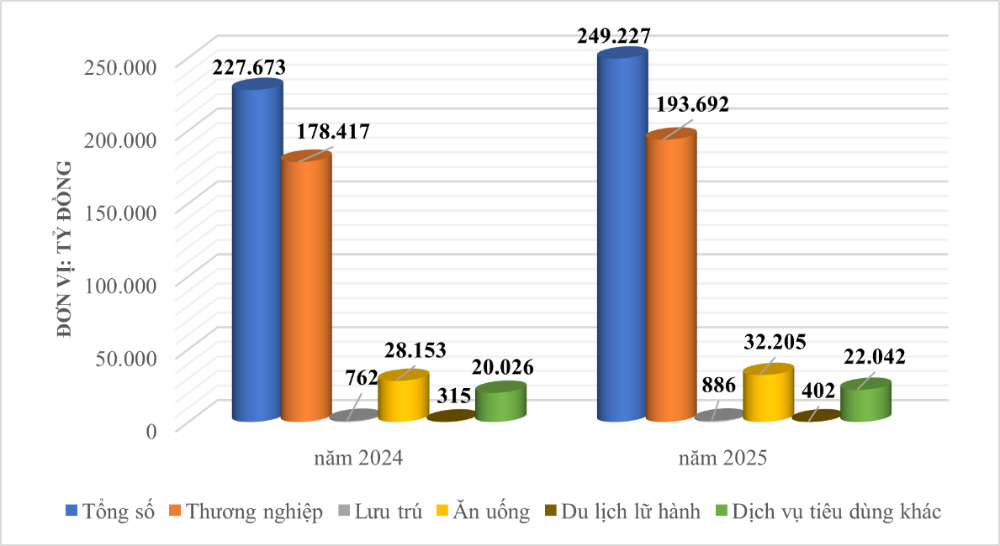 ĐƠN VỊ: TỶ ĐỒNG
250.000
200.000
150.000
100.000
50.000
0
227.673
178.417
762
28.153
315
20.026
249.227
193.692
886
32.205
402
22.042
năm 2024
năm 2025
Tổng số
Thương nghiệp
Lưu trú
Ăn uống
Du lịch lữ hành
Dịch vụ tiêu dùng khác